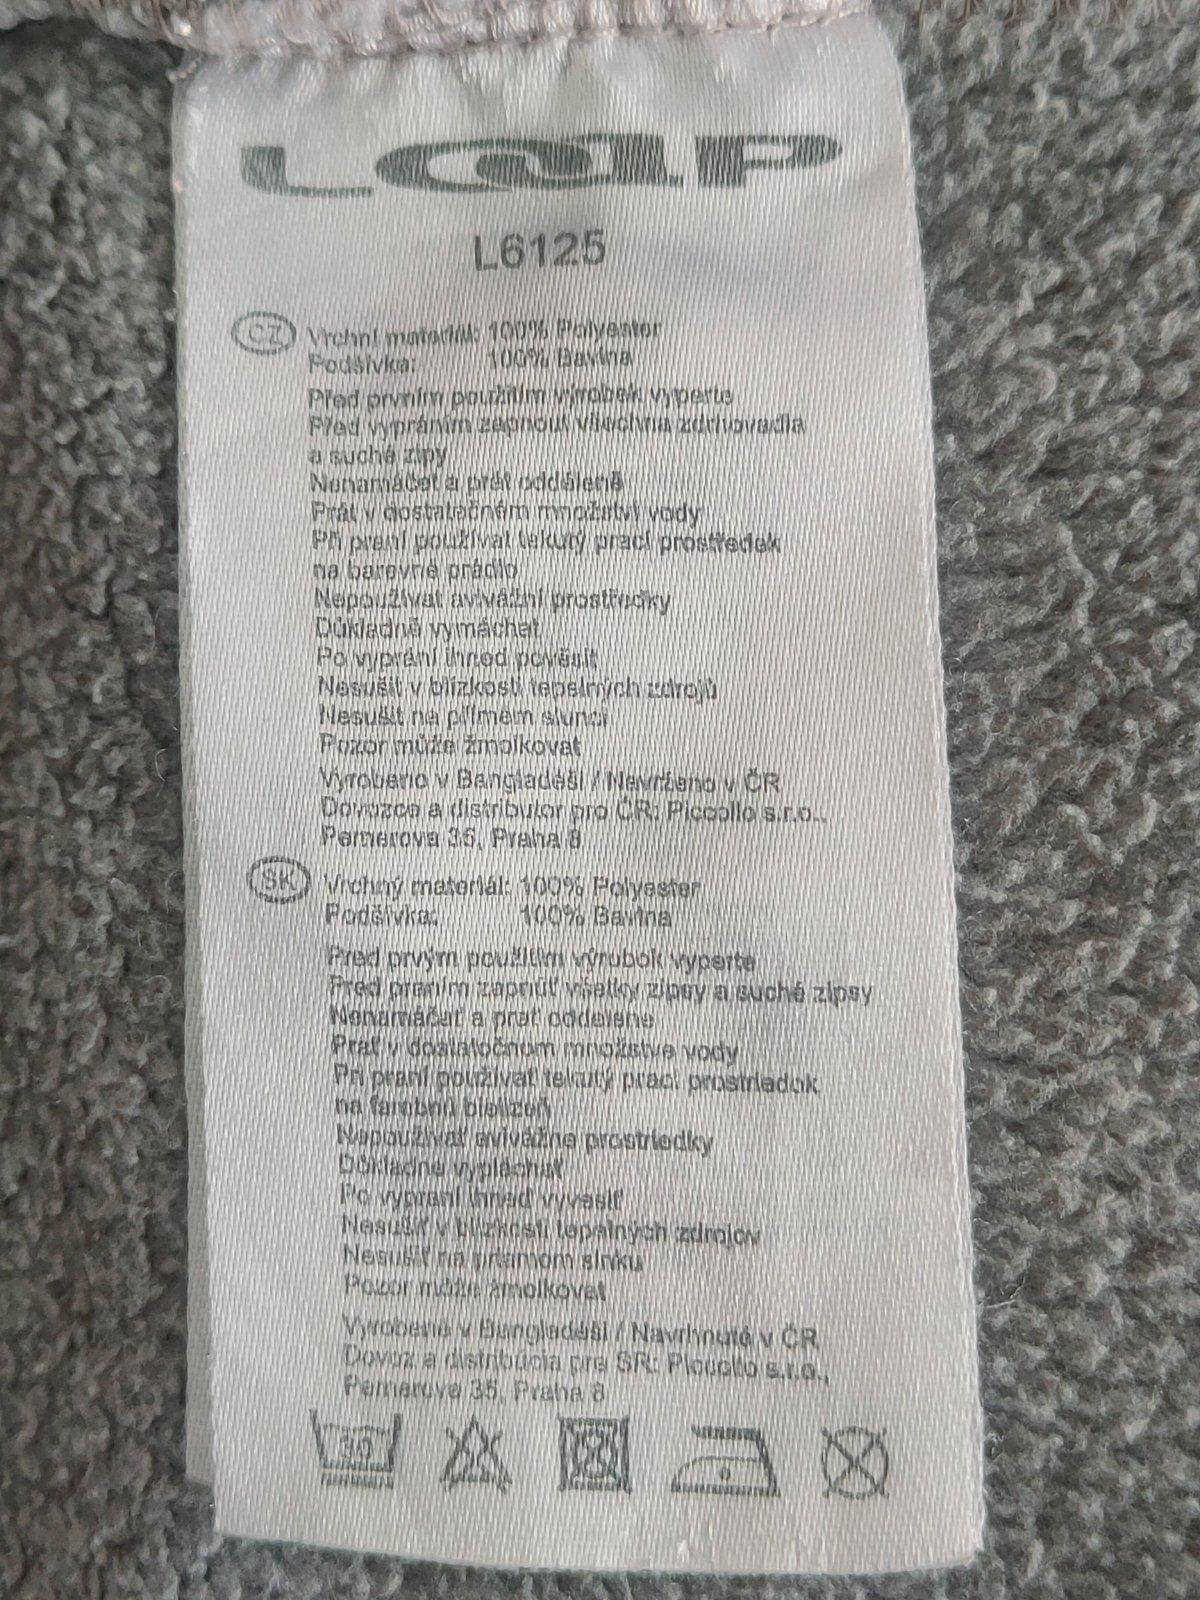 LOAP
L6125
CZ Vrchní materiál: 100% Polyester
Podšívka: 100% Bavlna
Před prvním použitím výrobek vyperte
Před vypráním zapnout všechna zdrhovadla
a suché zipy
Nenamáčet a prát odděleně
Prát v dostatečném množství vody
Při praní používat tekutý prací prostředek
na barevné prádlo
Nepoužívat avivážní prostředky
Důkladně vymáchat
Po vyprání ihned pověsit
Nesušit v blízkosti tepelných zdrojů
Nesušit na přímém slunci
Pozor může žmolkovat
Vyrobeno v Bangladéši / Navrženo v ČR
Dovozce a distributor pro ČR: Piccollo s.r.o.,
Pernerova 35, Praha 8
SK Vrchný materiál: 100% Polyester
Podšívka: 100% Bavlna
Pred prvým použitím výrobok vyperte
Pred praním zapnúť všetky zipsy a suché zipsy
Nenamáčať a prať oddelene
Prať v dostatočnom množstve vody
Pri praní používať tekutý prací prostriedok
na farebnú bielizeň
Nepoužívať avivážne prostriedky
Dôkladne vypláchať
Po vypraní ihneď vyvesiť
Nesušiť v blízkosti tepelných zdrojov
Nesušiť na priamom slnku
Pozor môže žmolkovať
Vyrobené v Bangladéši / Navrhnuté v ČR
Dovoz a distribúcia pre SR: Piccollo s.r.o.,
Pernerova 35, Praha 8
30